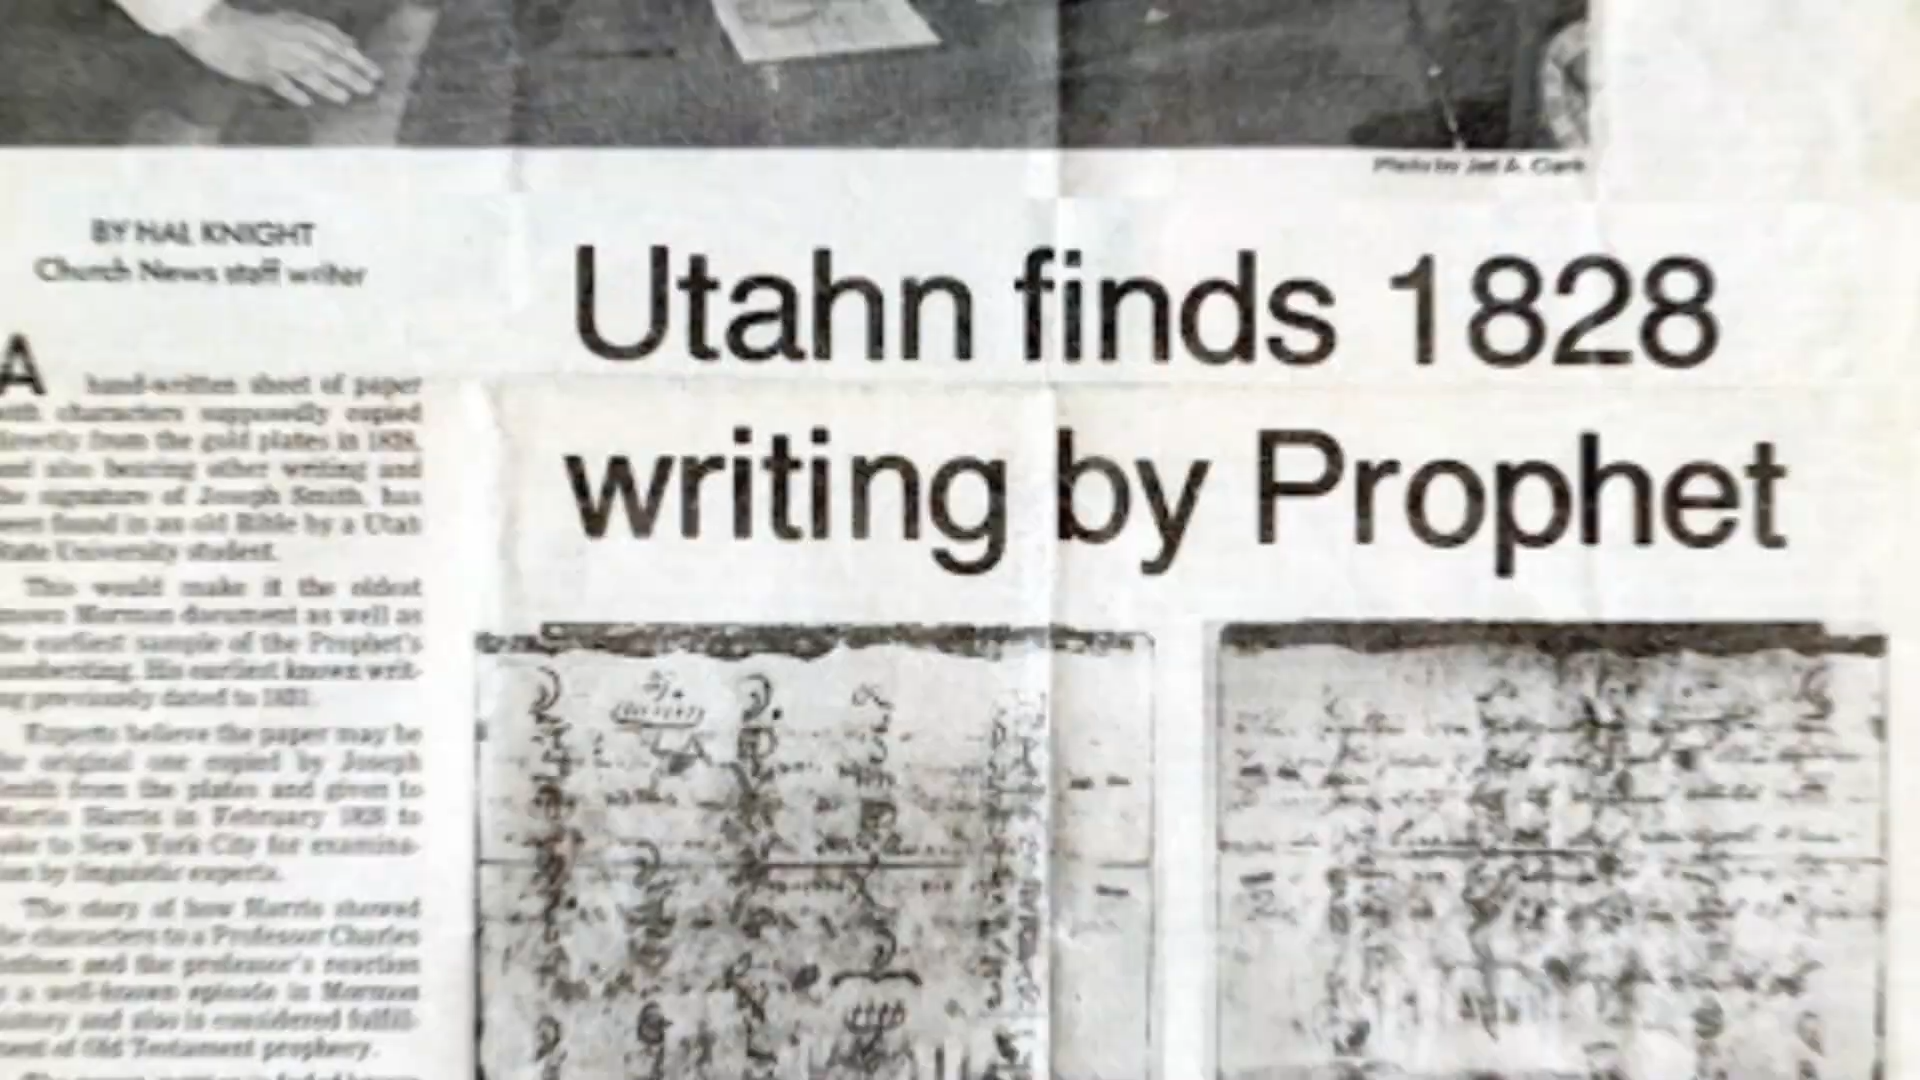 Photo by Jed A. Clark
BY HAL KNIGHT
Church News staff writer
Utahn finds 1828
writing by Prophet
A hand-written sheet of paper
with characters supposedly copied
directly from the gold plates in 1828,
and also bearing other writing and
the signature of Joseph Smith, has
been found in an old Bible by a Utah
State University student.
This would make it the oldest
known Mormon document as well as
the earliest sample of the Prophet's
handwriting. His earliest known writ-
ing previously dated to 1831.
Experts believe the paper may be
the original one copied by Joseph
Smith from the plates and given to
Martin Harris in February 1828 to
take to New York City for examina-
tion by linguistic experts.
The story of how Harris showed
the characters to a Professor Charles
Anthon and the professor's reaction
is a well-known episode in Mormon
history and also is considered fulfill-
ment of Old Testament prophecy.